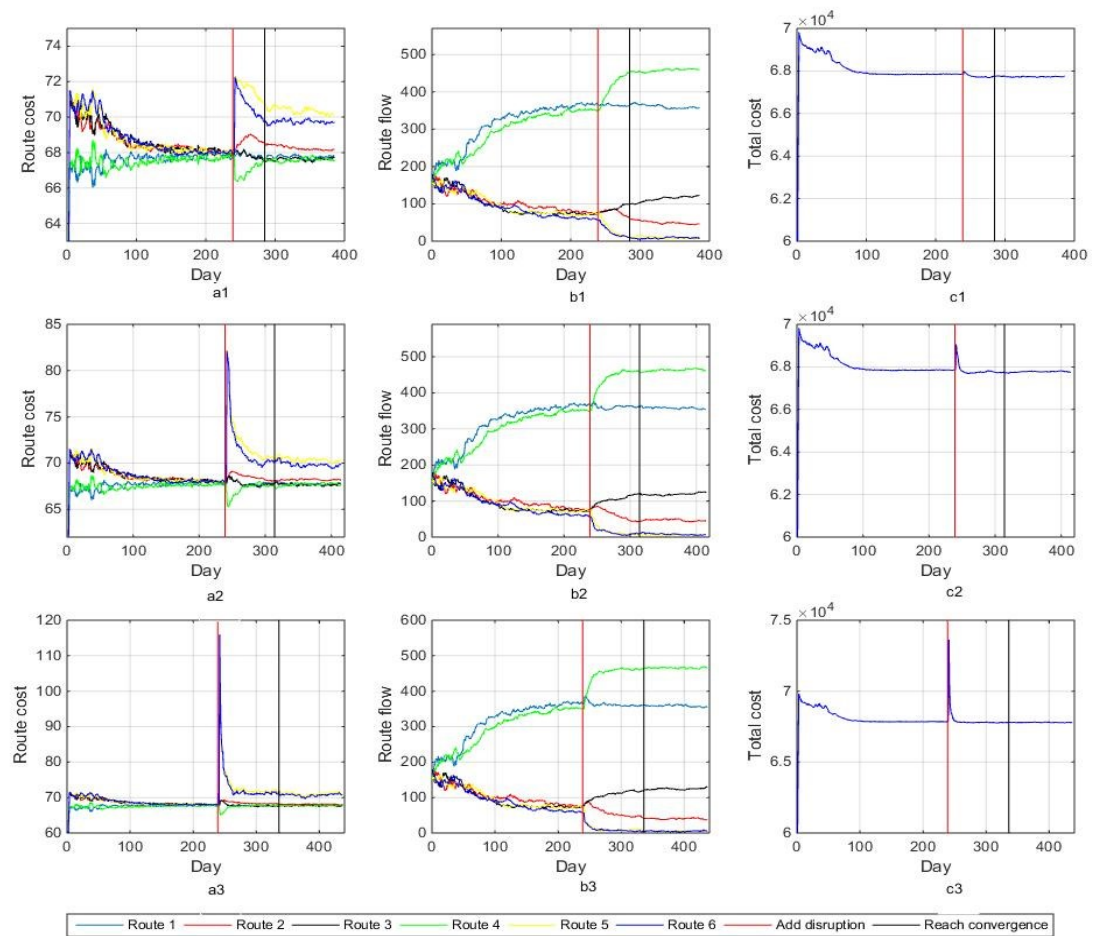 74
72
70
68
66
64
Route cost
0 100 200 300 400
Day
a1
500
400
300
200
100
0
Route flow
0 100 200 300 400
Day
b1
×10⁴
7
6.8
6.6
6.4
6.2
6
Total cost
0 100 200 300 400
Day
c1
85
80
75
70
65
Route cost
0 100 200 300 400
Day
a2
500
400
300
200
100
0
Route flow
0 100 200 300 400
Day
b2
×10⁴
7
6.8
6.6
6.4
6.2
6
Total cost
0 100 200 300 400
Day
c2
120
110
100
90
80
70
60
Route cost
0 100 200 300 400
Day
a3
600
500
400
300
200
100
0
Route flow
0 100 200 300 400
Day
b3
×10⁴
7.5
7
6.5
6
Total cost
0 100 200 300 400
Day
c3
Route 1 Route 2 Route 3 Route 4 Route 5 Route 6 Add disruption Reach convergence